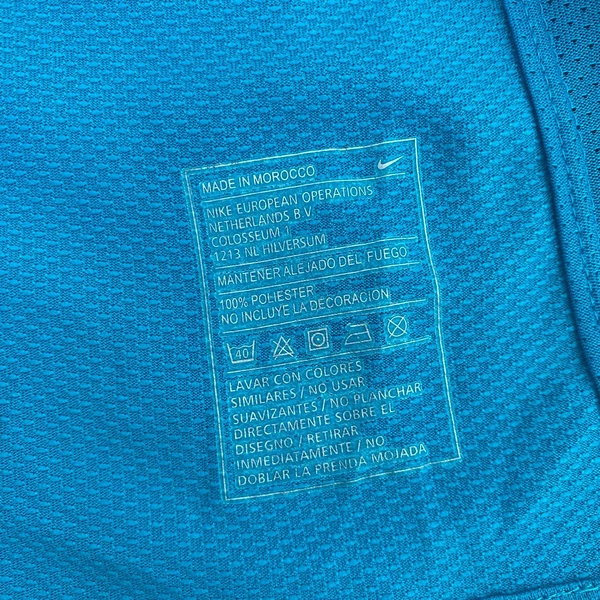 MADE IN MOROCCO
NIKE EUROPEAN OPERATIONS
NETHERLANDS B.V
COLOSSEUM 1
1213 NL HILVERSUM
MANTENER ALEJADO DEL FUEGO
100% POLIESTER
NO INCLUYE LA DECORACION
40
LAVAR CON COLORES
SIMILARES / NO USAR
SUAVIZANTES / NO PLANCHAR
DIRECTAMENTE SOBRE EL
DISEGNO / RETIRAR
INMEDIATAMENTE / NO
DOBLAR LA PRENDA MOJADA